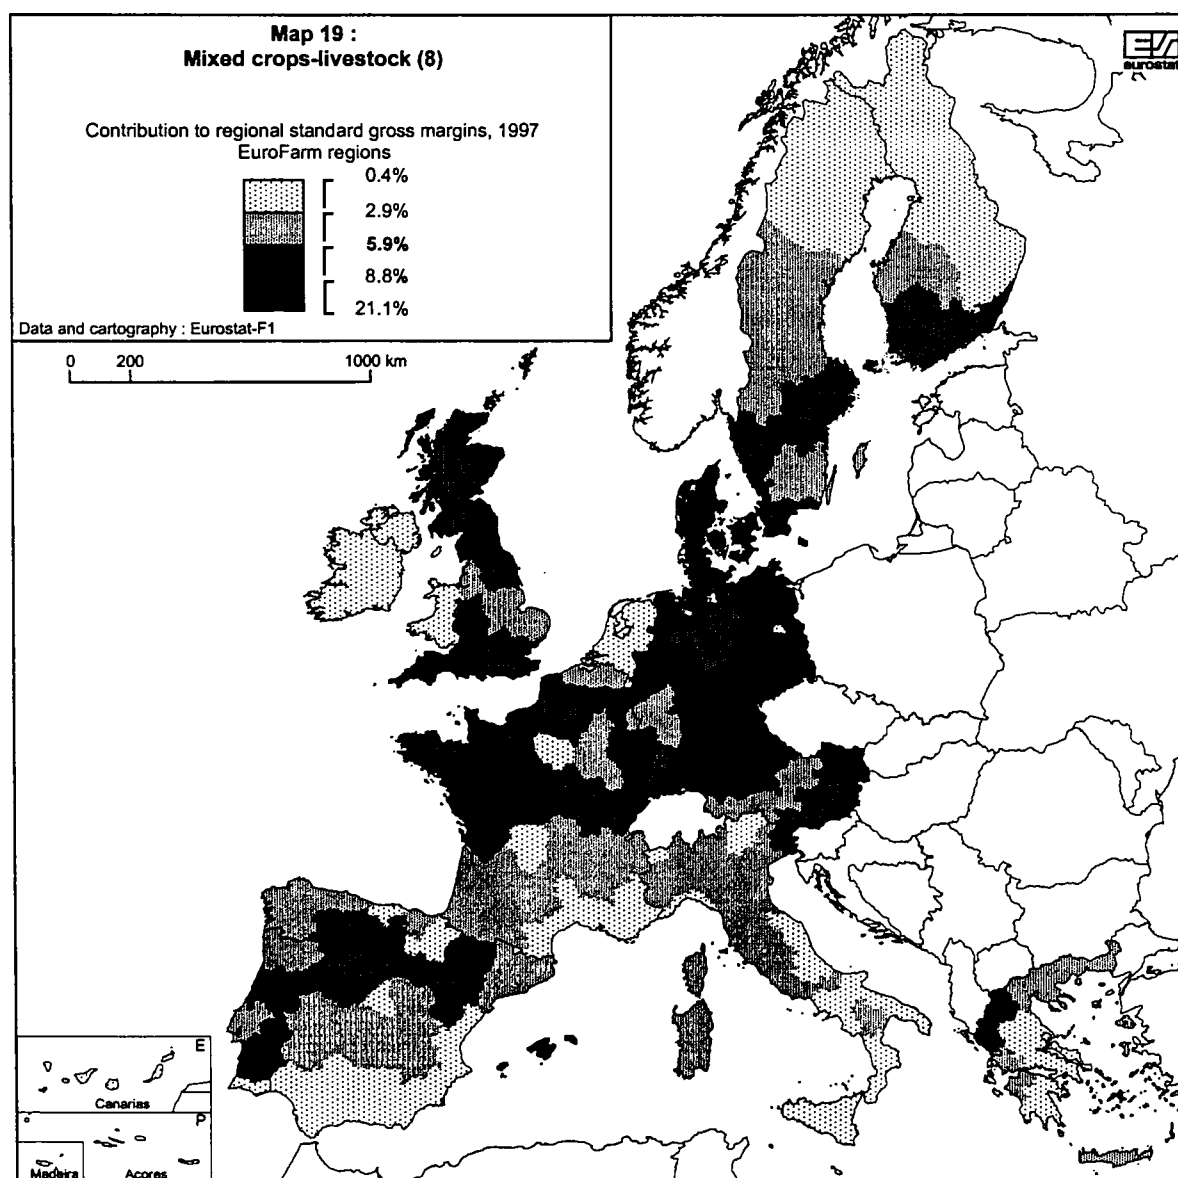 Map 19 :
Mixed crops-livestock (8)
Contribution to regional standard gross margins, 1997
EuroFarm regions
0.4%
2.9%
5.9%
8.8%
21.1%
Data and cartography : Eurostat-F1
0 200 1000 km
eurostat
E
Canarias
P
Madeira
Açores